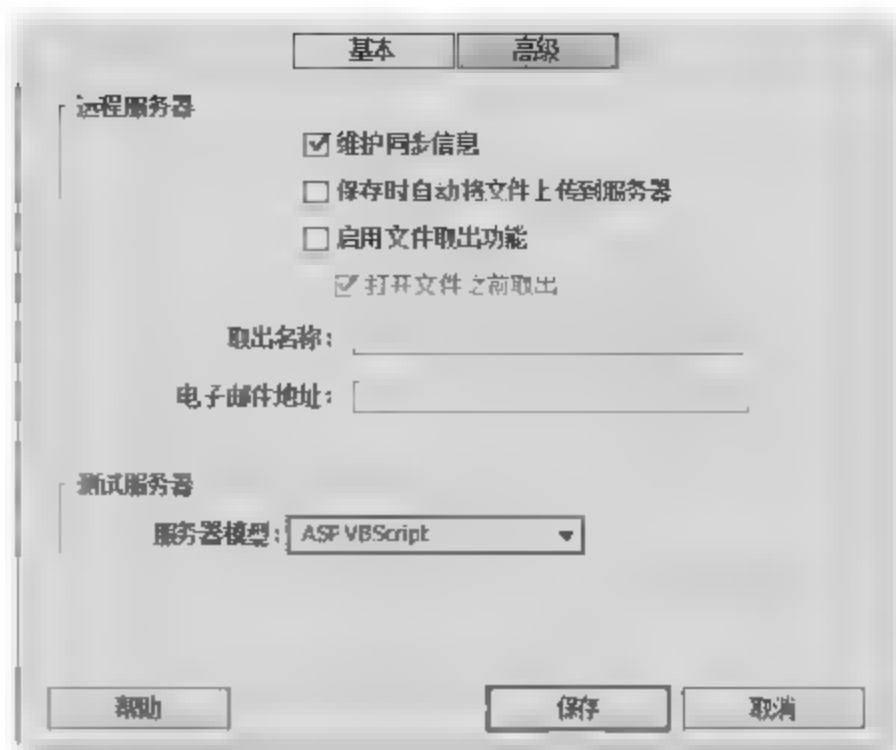 基本 高级
远程服务器
维护同步信息
保存时自动将文件上传到服务器
启用文件取出功能
打开文件之前取出
取出名称：
电子邮件地址：
测试服务器
服务器模型： ASP VBScript
帮助 保存 取消